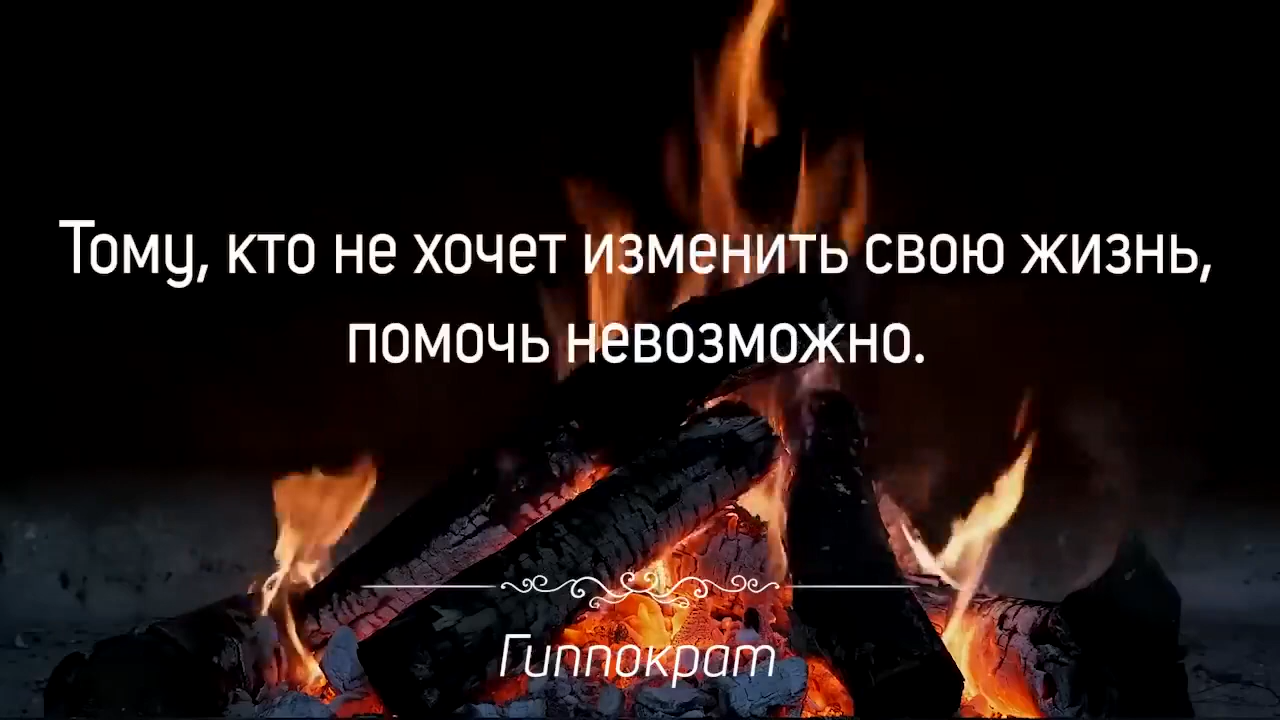 Тому, кто не хочет изменить свою жизнь,
помочь невозможно.
Гиппократ